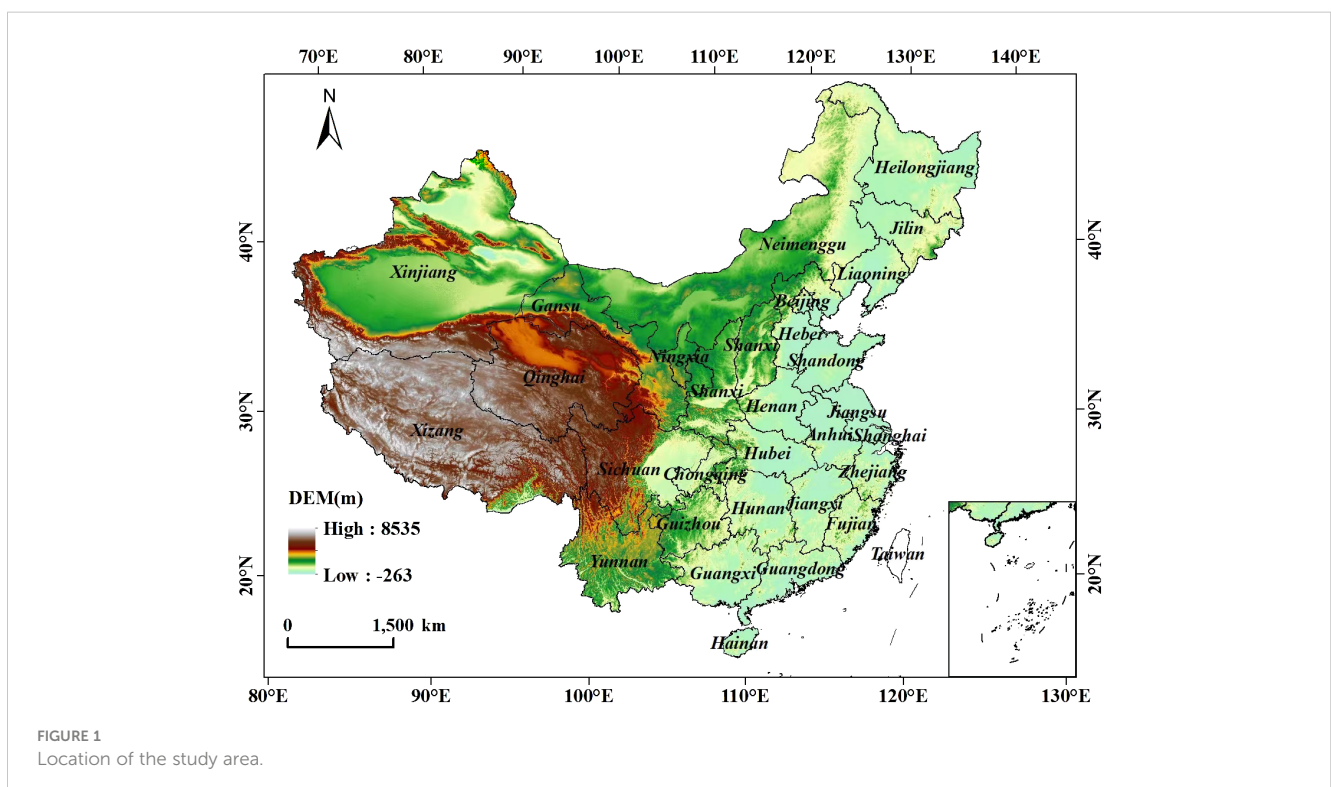 70°E 80°E 90°E 100°E 110°E 120°E 130°E 140°E
N
Heilongjiang
Jilin
40°N
Neimenggu
40°N
Xinjiang
Liaoning
Beijing
Gansu
Hebei
Shanxi
Ningxia
Shandong
Qinghai
Shanxi
30°N
Henan
Jiangsu
30°N
Xizang
Anhui
Shanghai
Hubei
Sichuan
Chongqing
Zhejiang
DEM(m)
Hunan
Jiangxi
High : 8535
Guizhou
Fujian
Taiwan
Yunnan
Guangxi
Guangdong
Low : -263
20°N
20°N
0 1,500 km
Hainan
80°E 90°E 100°E 110°E 120°E 130°E
FIGURE 1
Location of the study area.